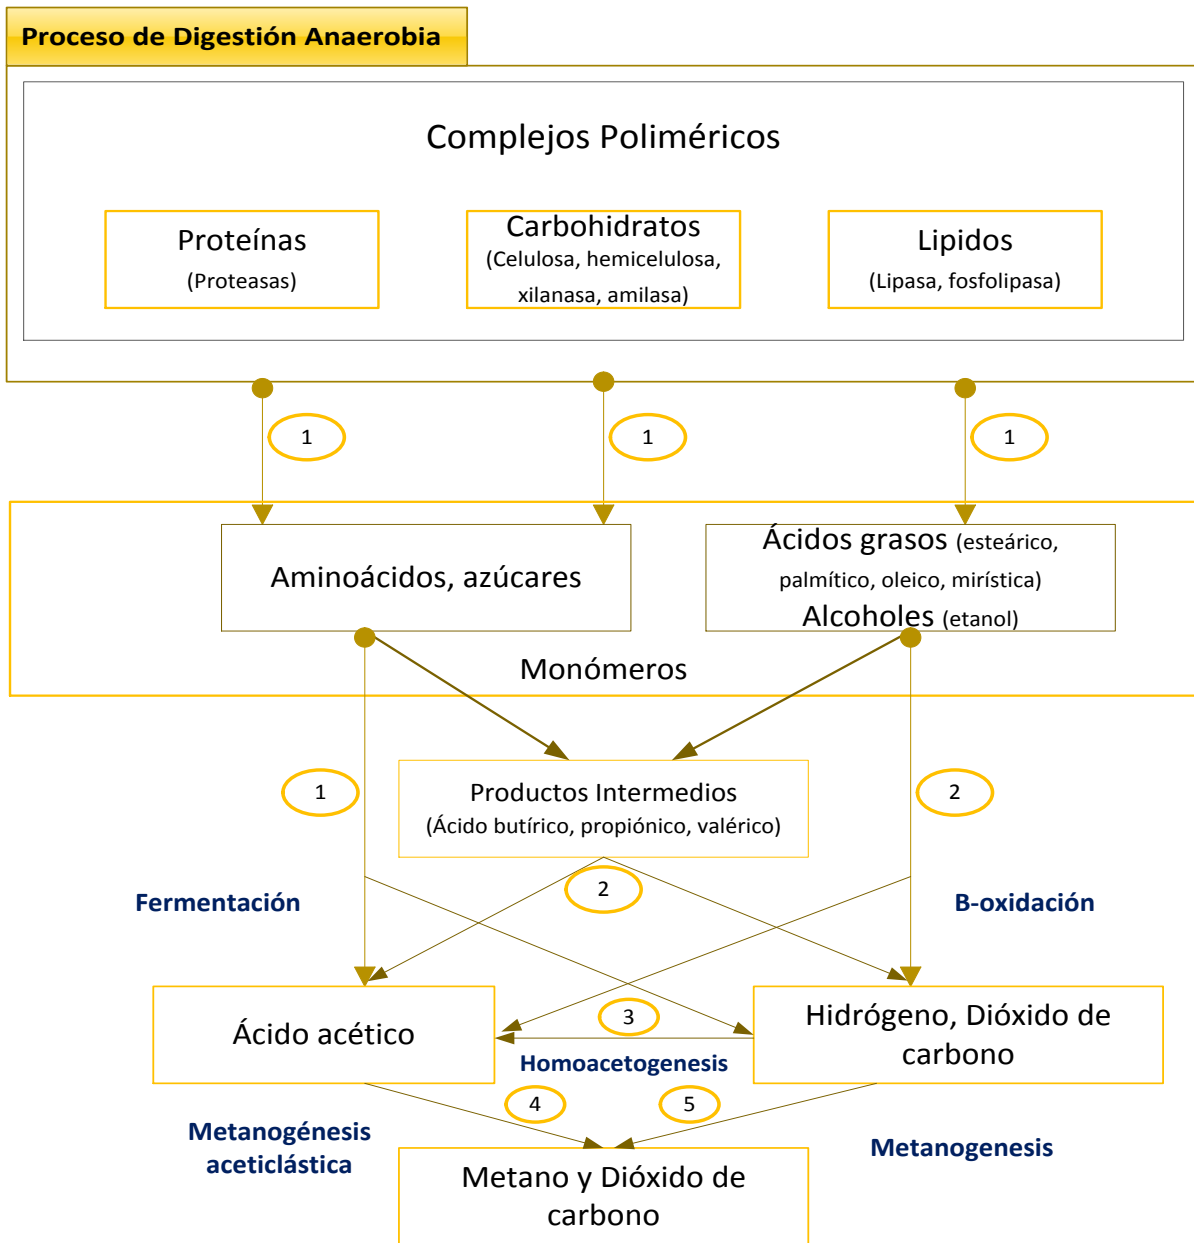 Proceso de Digestión Anaerobia
Complejos Poliméricos
Proteínas
(Proteasas)
Carbohidratos
(Celulosa, hemicelulosa,
xilanasa, amilasa)
Lipidos
(Lipasa, fosfolipasa)
1
1
1
Aminoácidos, azúcares
Ácidos grasos (esteárico,
palmítico, oleico, mirística)
Alcoholes (etanol)
Monómeros
1
Productos Intermedios
(Ácido butírico, propiónico, valérico)
2
2
Fermentación
B-oxidación
Ácido acético
3
Homoacetogenesis
Hidrógeno, Dióxido de
carbono
4
5
Metanogénesis
aceticlástica
Metanogenesis
Metano y Dióxido de
carbono